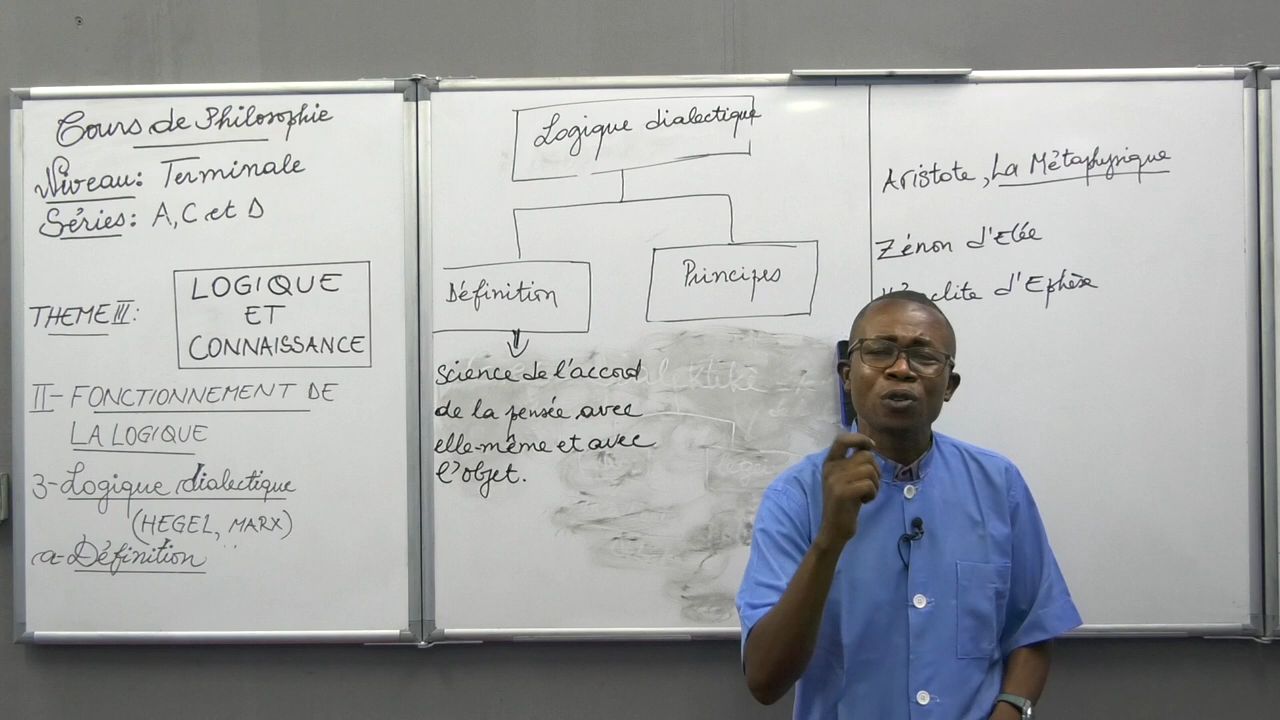 Cours de Philosophie
Niveau: Terminale
Séries: A, C et D
THEME III:
LOGIQUE
ET
CONNAISSANCE
II- FONCTIONNEMENT DE
LA LOGIQUE
3-Logique dialectique
(HEGEL, MARX)
a-Définition
Logique dialectique
Définition
Principes
Science de l'accord
de la pensée avec
elle-même et avec
l'objet.
Aristote, La Métaphysique
Zénon d'Elée
d'Ephèse